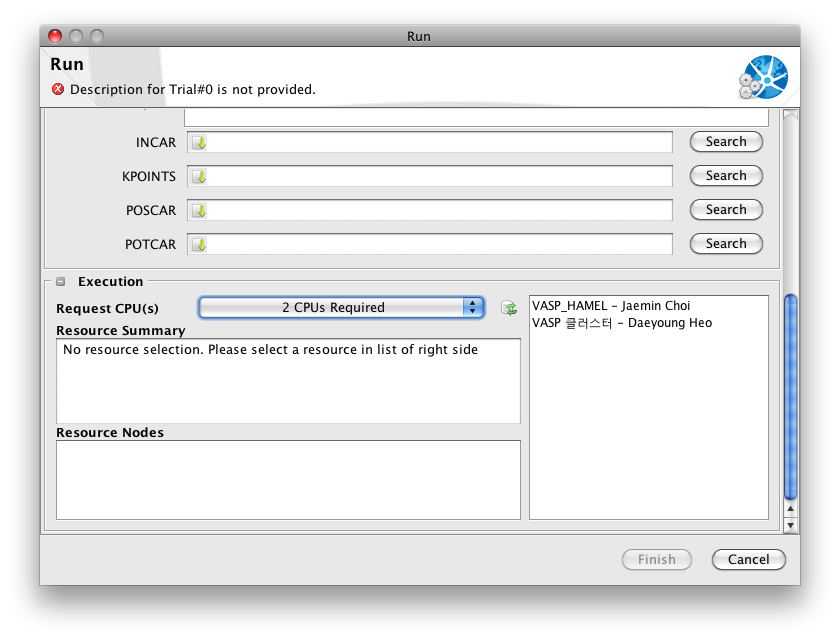 Run
Run
Description for Trial#0 is not provided.
INCAR
Search
KPOINTS
Search
POSCAR
Search
POTCAR
Search
Execution
Request CPU(s)
2 CPUs Required
Resource Summary
No resource selection. Please select a resource in list of right side
Resource Nodes
VASP_HAMEL – Jaemin Choi
VASP 클러스터 – Daeyoung Heo
Finish
Cancel